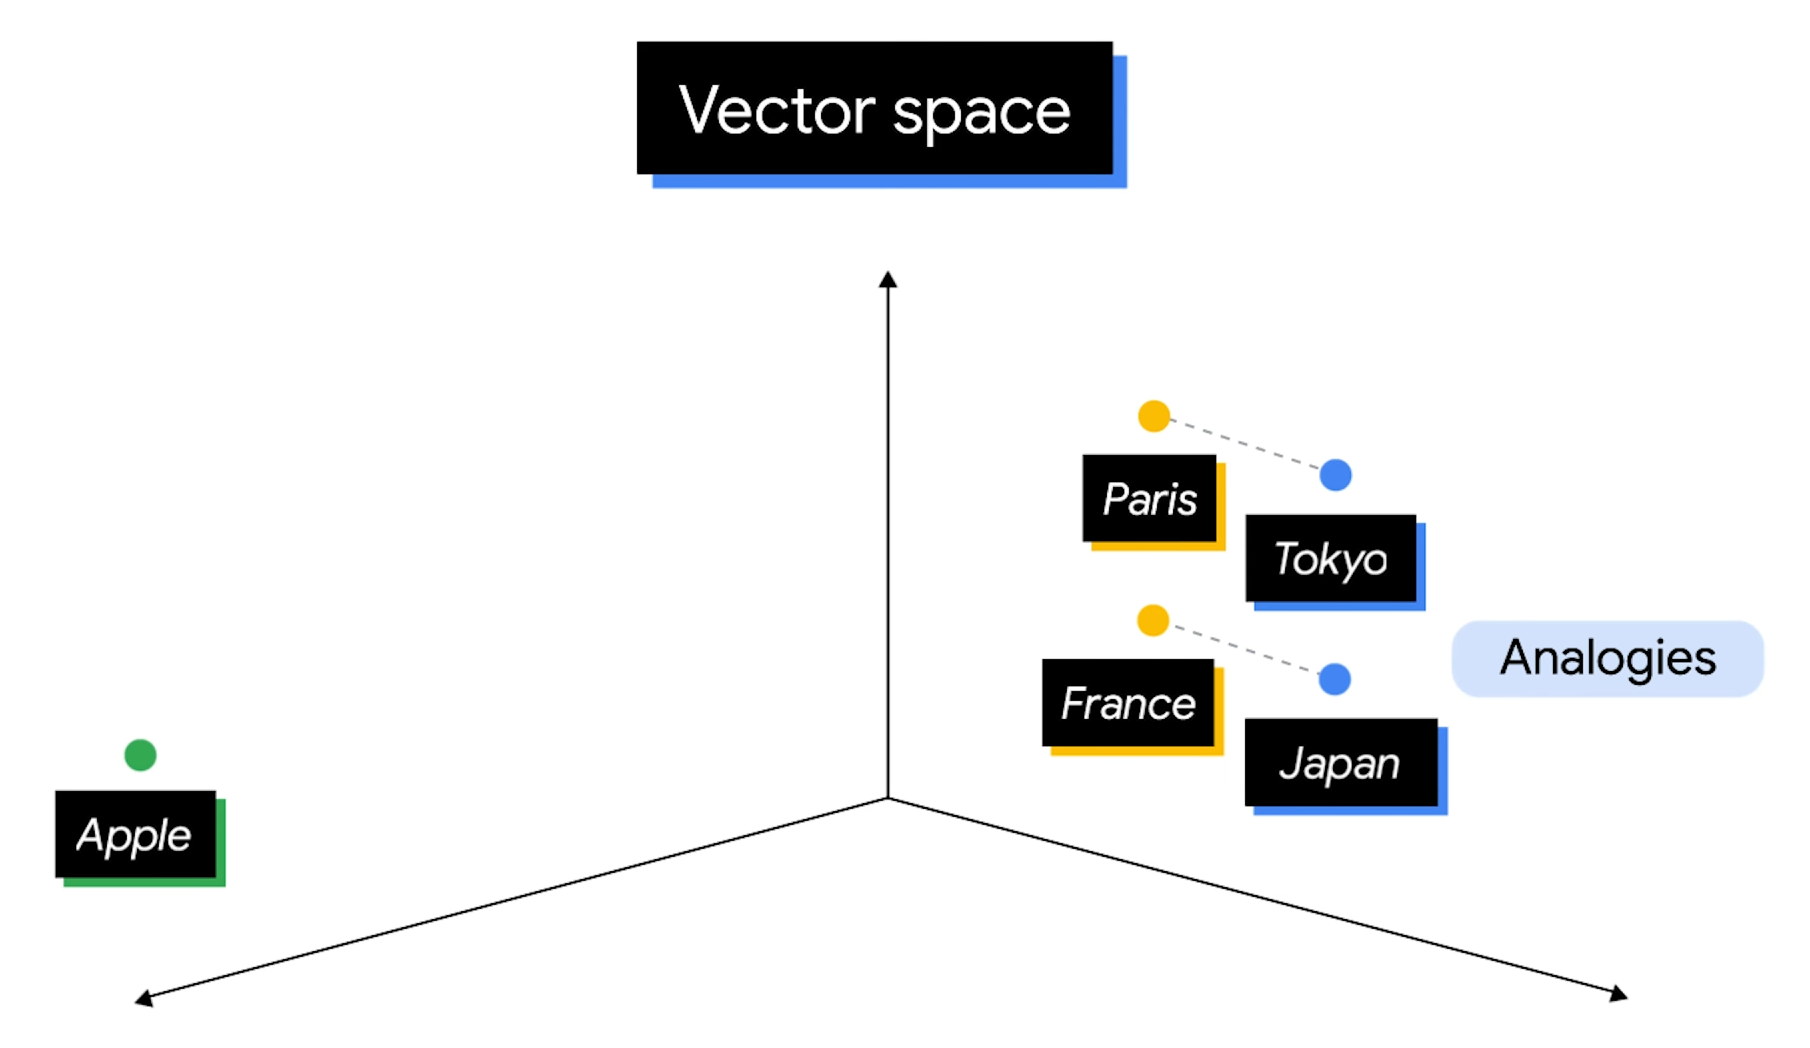 Vector space
Paris
Tokyo
Analogies
France
Japan
Apple